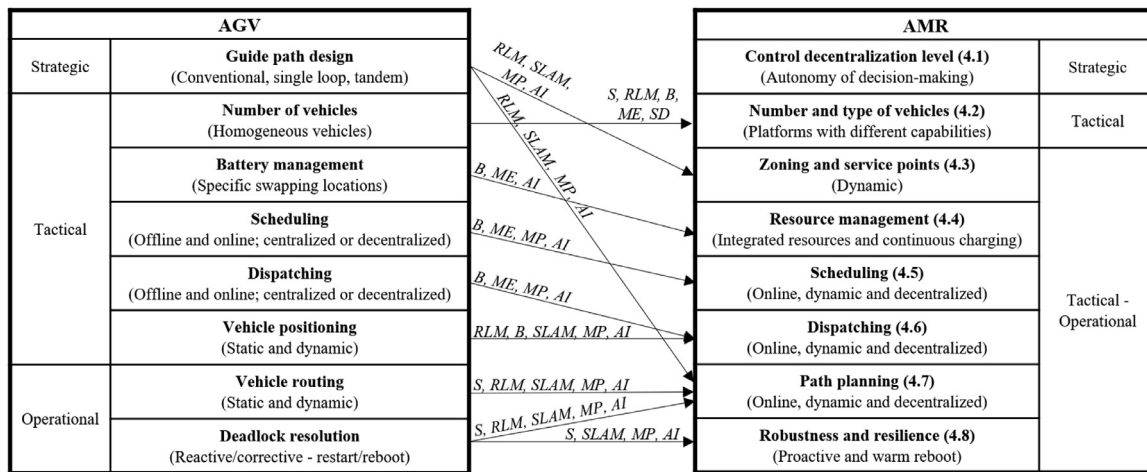 AGV
Strategic
Guide path design
(Conventional, single loop, tandem)
Tactical
Number of vehicles
(Homogeneous vehicles)
Battery management
(Specific swapping locations)
Scheduling
(Offline and online; centralized or decentralized)
Dispatching
(Offline and online; centralized or decentralized)
Vehicle positioning
(Static and dynamic)
Operational
Vehicle routing
(Static and dynamic)
Deadlock resolution
(Reactive/corrective - restart/reboot)
RLM, SLAM,
MP, AI
RLM, SLAM, MP, AI
S, RLM, B,
ME, SD
B, ME, AI
B, ME, MP, AI
B, ME, MP, AI
RLM, B, SLAM, MP, AI
S, RLM, SLAM, MP, AI
S, RLM, SLAM, MP, AI
S, SLAM, MP, AI
AMR
Control decentralization level (4.1)
(Autonomy of decision-making)
Strategic
Number and type of vehicles (4.2)
(Platforms with different capabilities)
Tactical
Zoning and service points (4.3)
(Dynamic)
Resource management (4.4)
(Integrated resources and continuous charging)
Scheduling (4.5)
(Online, dynamic and decentralized)
Tactical -
Operational
Dispatching (4.6)
(Online, dynamic and decentralized)
Path planning (4.7)
(Online, dynamic and decentralized)
Robustness and resilience (4.8)
(Proactive and warm reboot)